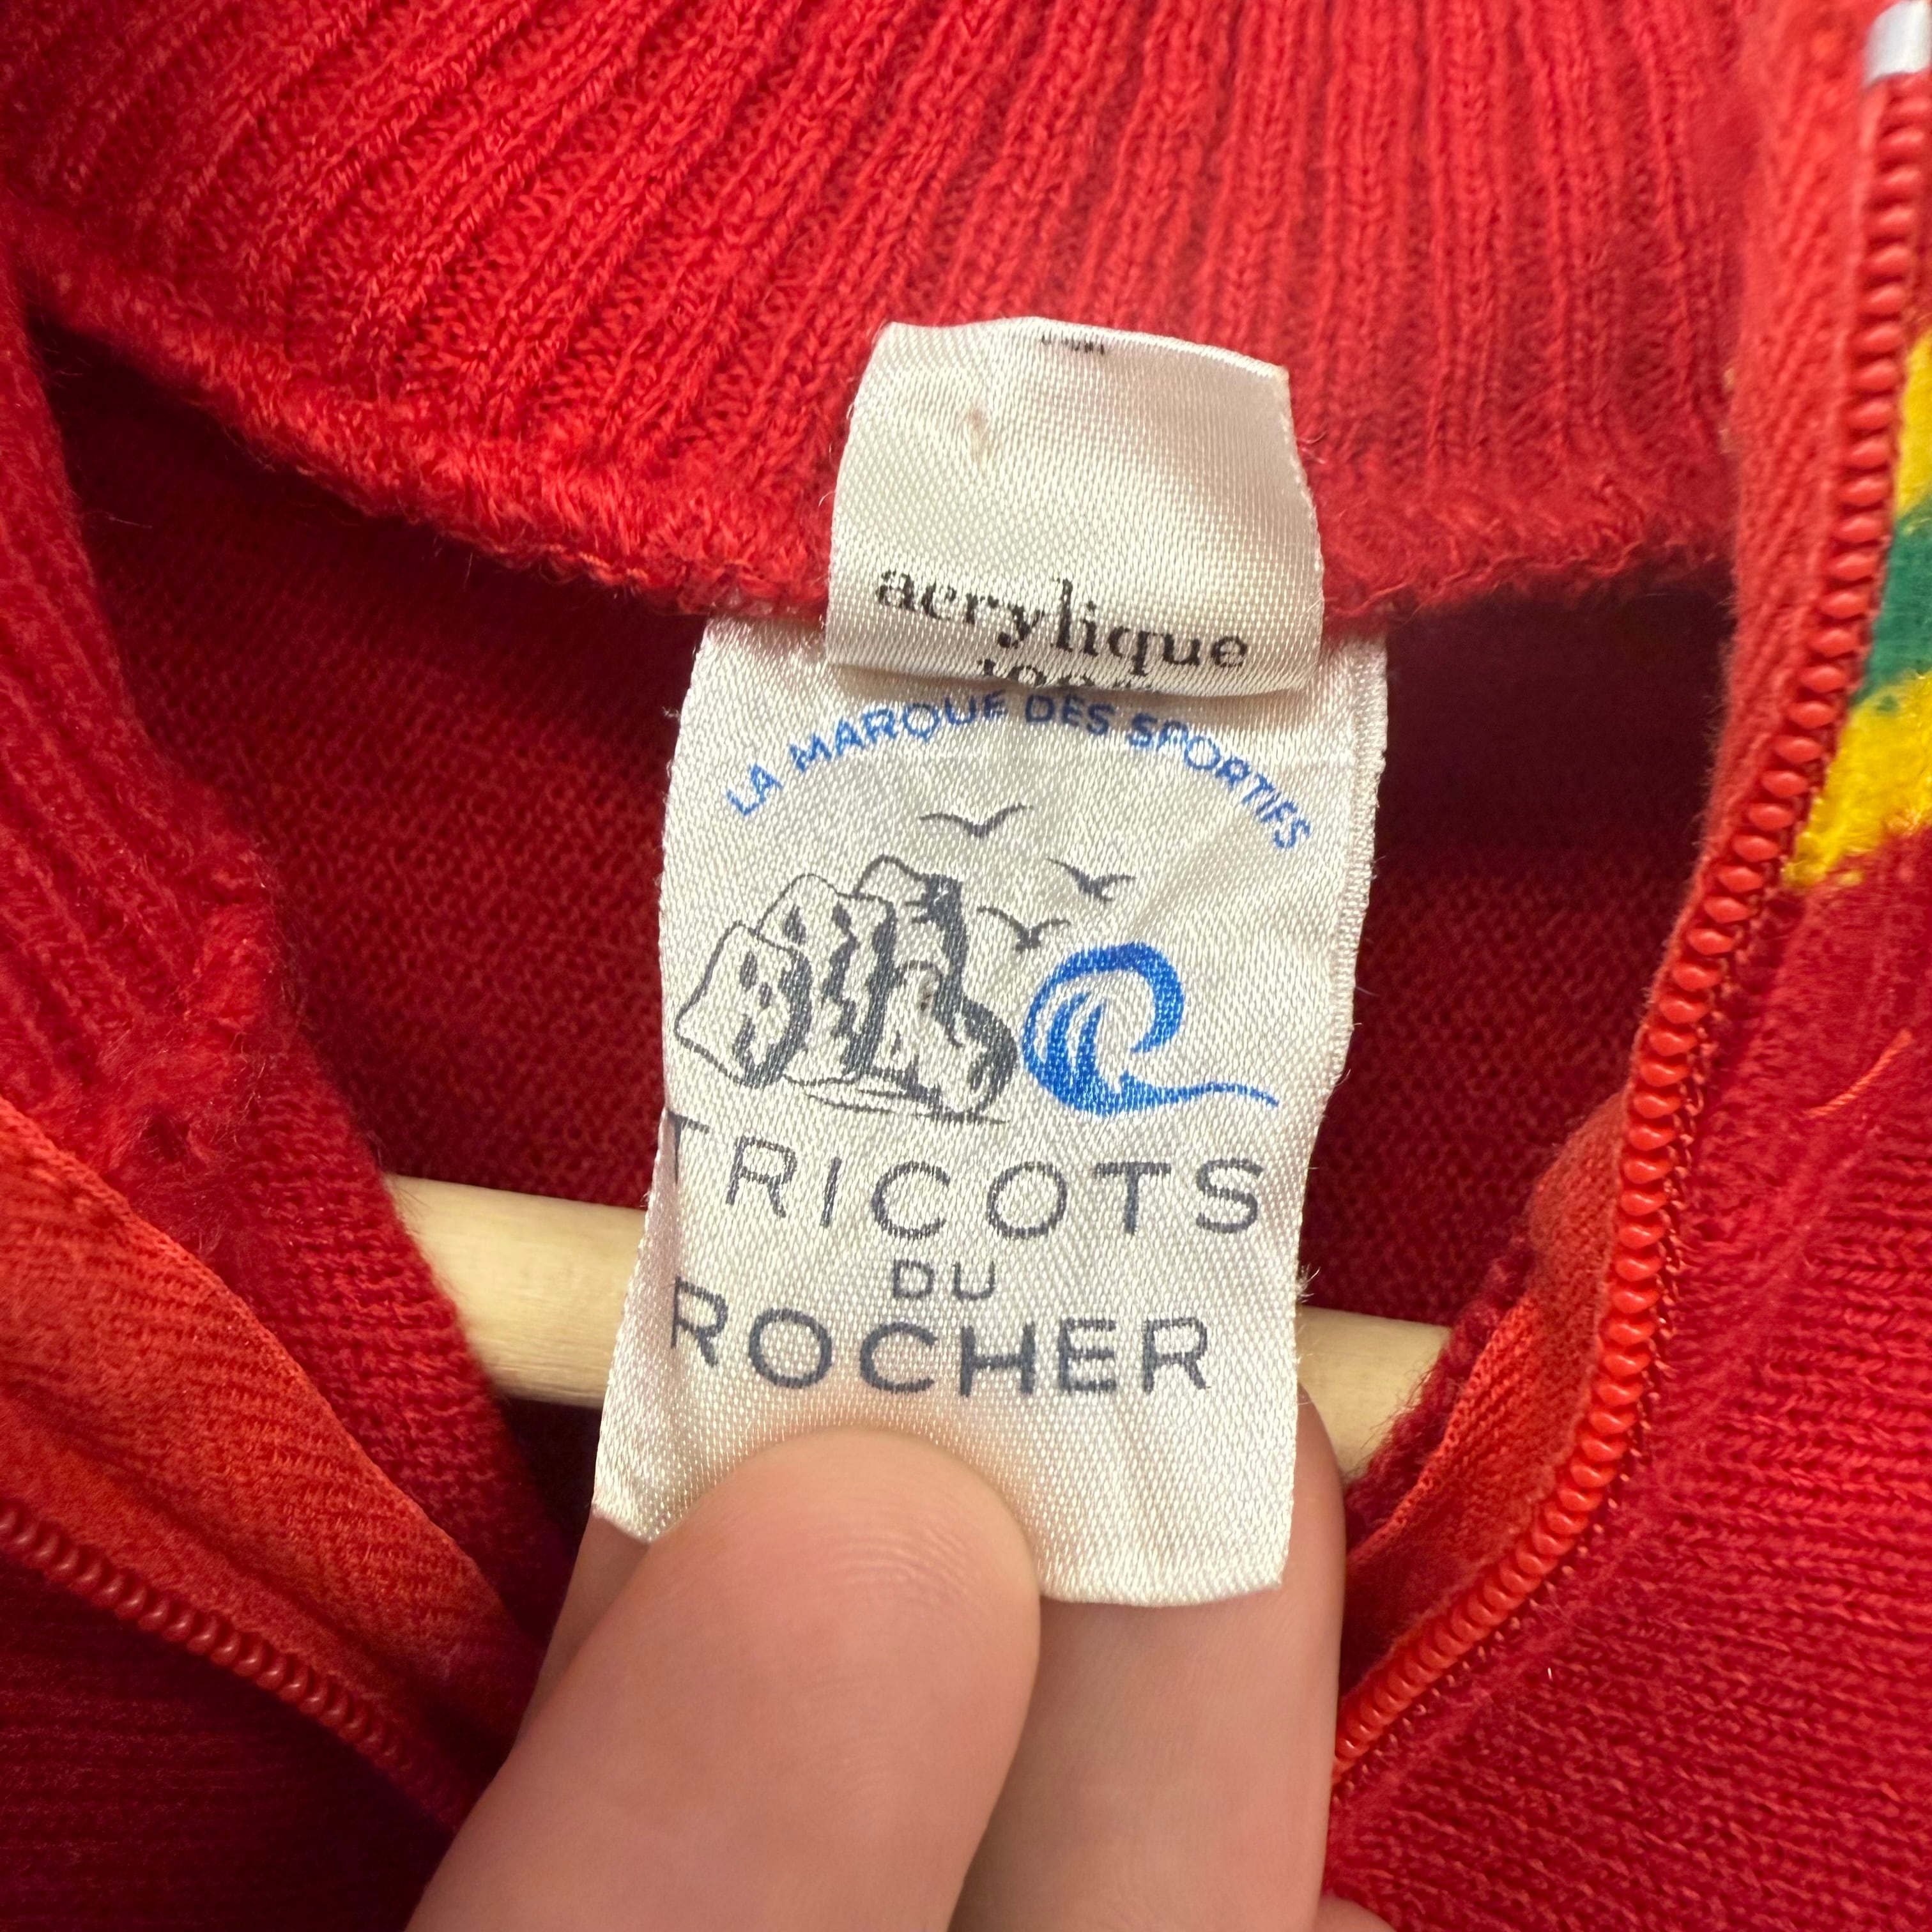 acrylique
LA MARQUE DES SPORTIFS
TRICOTS
DU
ROCHER